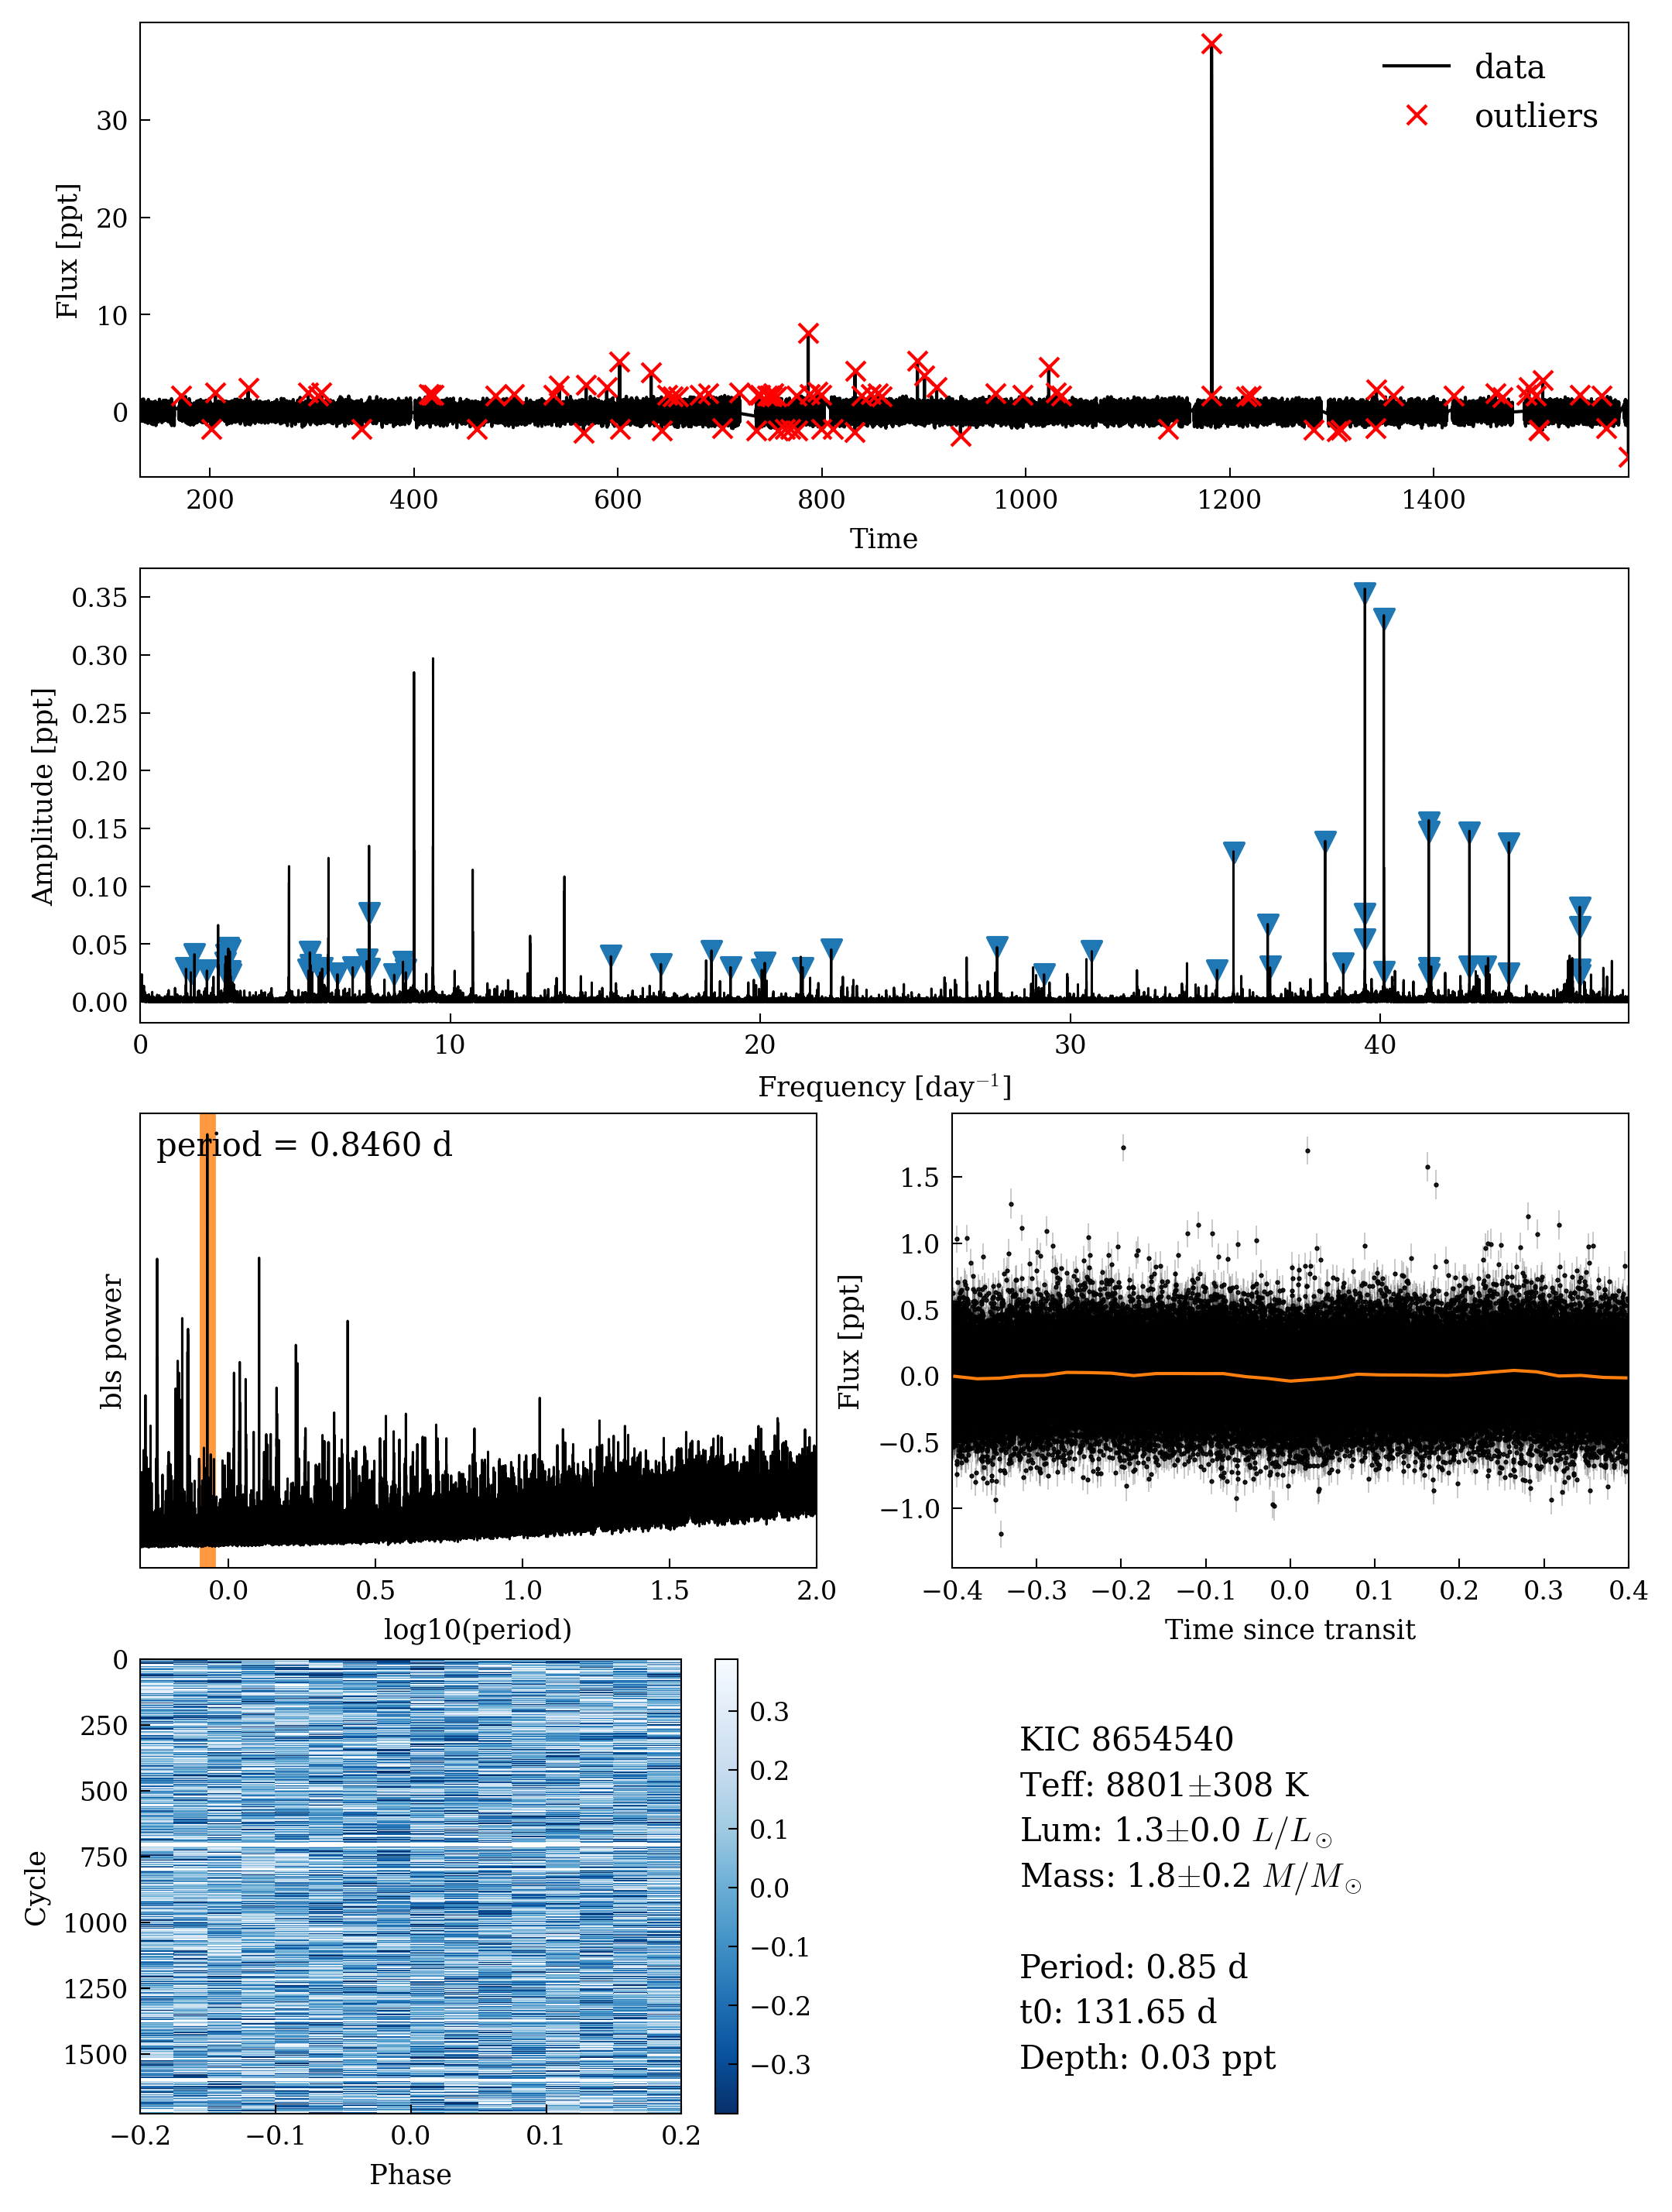 data
outliers
30
20
10
0
Flux [ppt]
200 400 600 800 1000 1200 1400
Time
0.35
0.30
0.25
0.20
0.15
0.10
0.05
0.00
Amplitude [ppt]
0 10 20 30 40
Frequency [day⁻¹]
period = 0.8460 d
bls power
0.0 0.5 1.0 1.5 2.0
log10(period)
1.5
1.0
0.5
0.0
−0.5
−1.0
Flux [ppt]
−0.4 −0.3 −0.2 −0.1 0.0 0.1 0.2 0.3 0.4
Time since transit
0
250
500
750
1000
1250
1500
Cycle
−0.2 −0.1 0.0 0.1 0.2
Phase
0.3
0.2
0.1
0.0
−0.1
−0.2
−0.3
KIC 8654540
Teff: 8801±308 K
Lum: 1.3±0.0 L/L☉
Mass: 1.8±0.2 M/M☉
Period: 0.85 d
t0: 131.65 d
Depth: 0.03 ppt